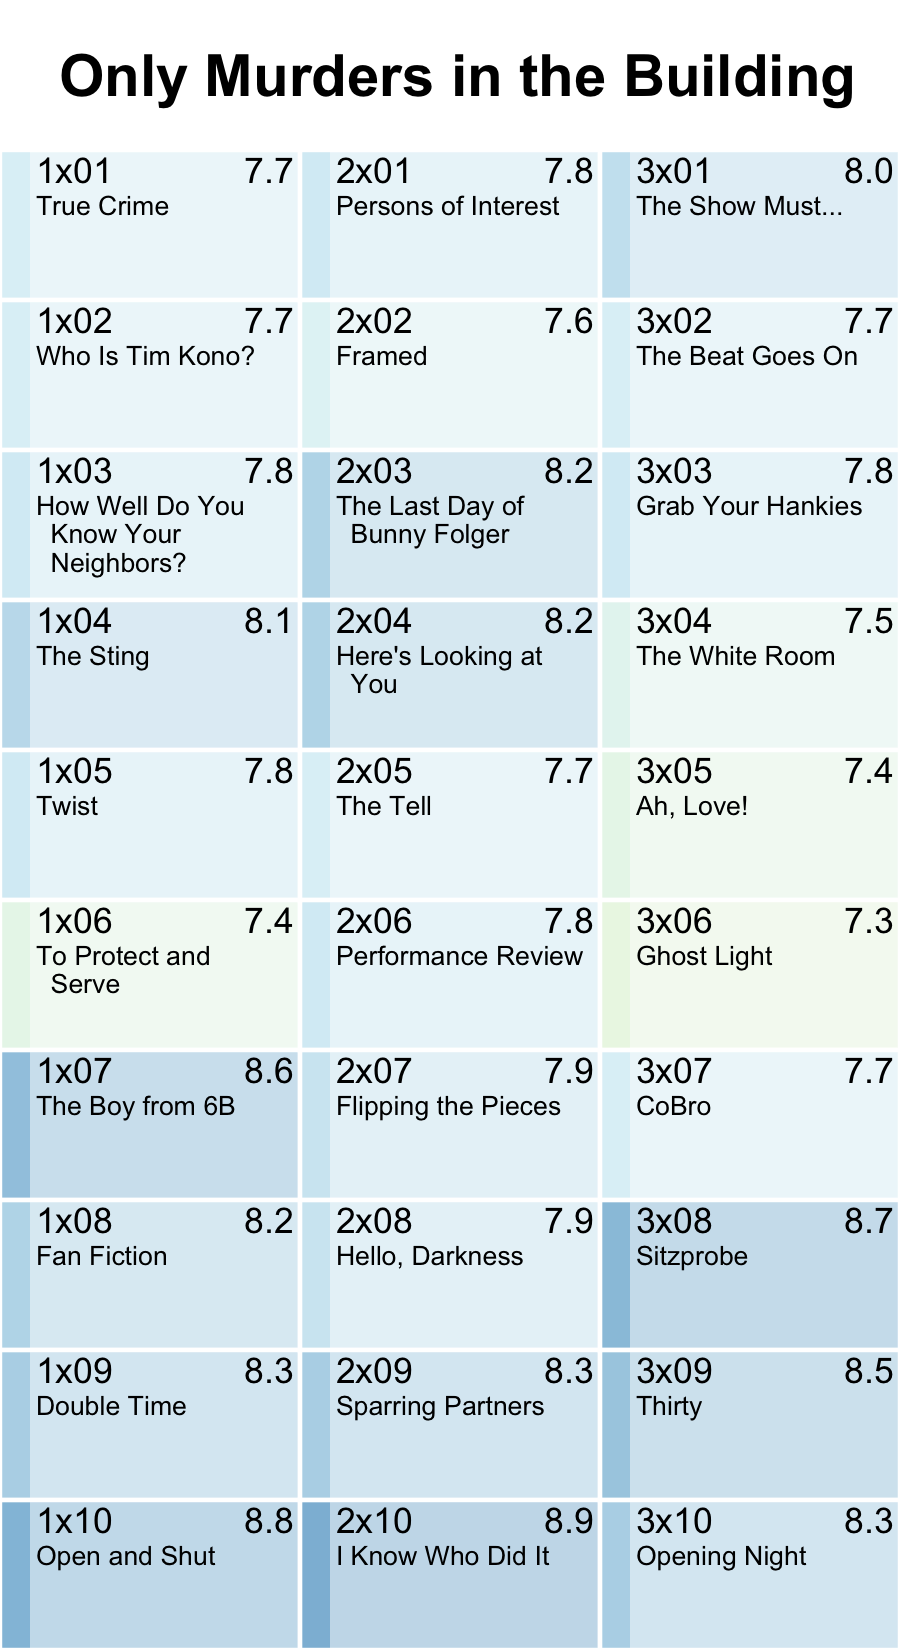 Only Murders in the Building
1x01 7.7
True Crime
1x02 7.7
Who Is Tim Kono?
1x03 7.8
How Well Do You
Know Your
Neighbors?
1x04 8.1
The Sting
1x05 7.8
Twist
1x06 7.4
To Protect and
Serve
1x07 8.6
The Boy from 6B
1x08 8.2
Fan Fiction
1x09 8.3
Double Time
1x10 8.8
Open and Shut
2x01 7.8
Persons of Interest
2x02 7.6
Framed
2x03 8.2
The Last Day of
Bunny Folger
2x04 8.2
Here's Looking at
You
2x05 7.7
The Tell
2x06 7.8
Performance Review
2x07 7.9
Flipping the Pieces
2x08 7.9
Hello, Darkness
2x09 8.3
Sparring Partners
2x10 8.9
I Know Who Did It
3x01 8.0
The Show Must...
3x02 7.7
The Beat Goes On
3x03 7.8
Grab Your Hankies
3x04 7.5
The White Room
3x05 7.4
Ah, Love!
3x06 7.3
Ghost Light
3x07 7.7
CoBro
3x08 8.7
Sitzprobe
3x09 8.5
Thirty
3x10 8.3
Opening Night